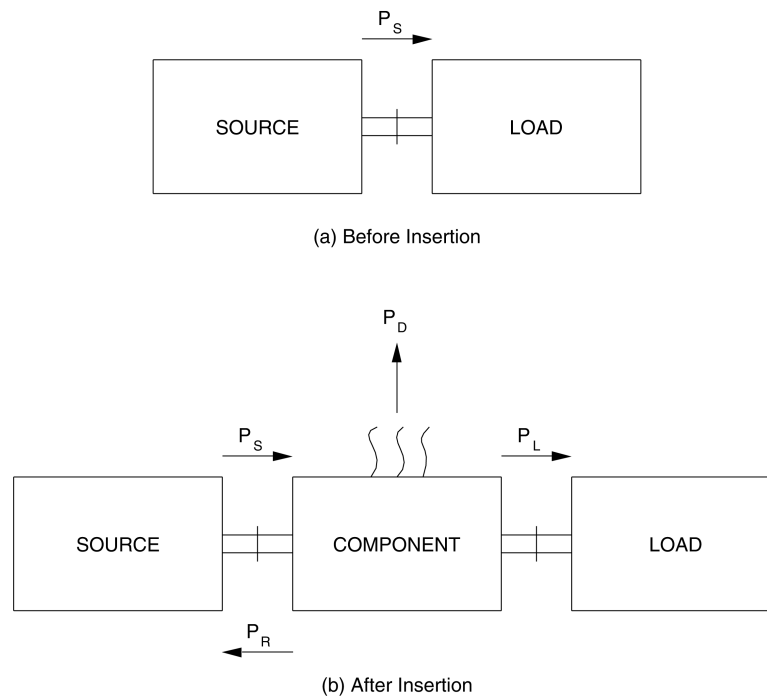 P_S
SOURCE
LOAD
(a) Before Insertion
P_D
P_S
P_L
SOURCE
COMPONENT
LOAD
P_R
(b) After Insertion